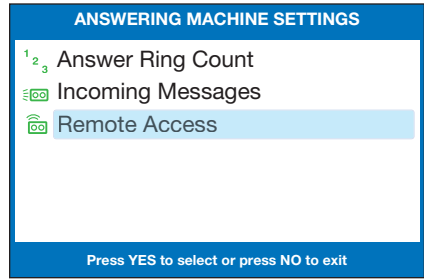 ANSWERING MACHINE SETTINGS
1 2 3 Answer Ring Count
Incoming Messages
Remote Access
Press YES to select or press NO to exit